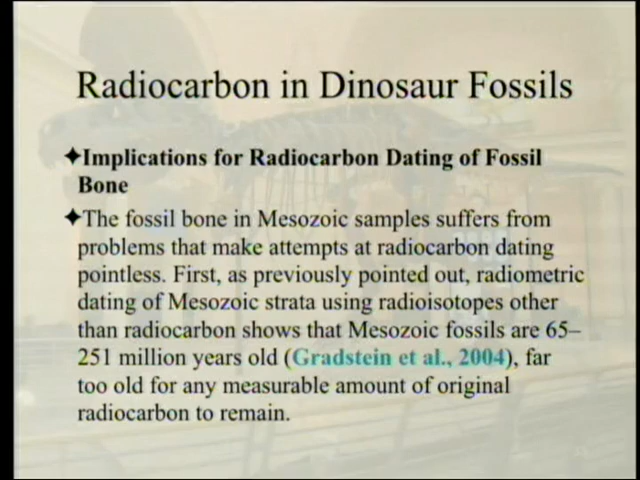 Radiocarbon in Dinosaur Fossils
✦Implications for Radiocarbon Dating of Fossil
Bone
✦The fossil bone in Mesozoic samples suffers from
problems that make attempts at radiocarbon dating
pointless. First, as previously pointed out, radiometric
dating of Mesozoic strata using radioisotopes other
than radiocarbon shows that Mesozoic fossils are 65–
251 million years old (Gradstein et al., 2004), far
too old for any measurable amount of original
radiocarbon to remain.